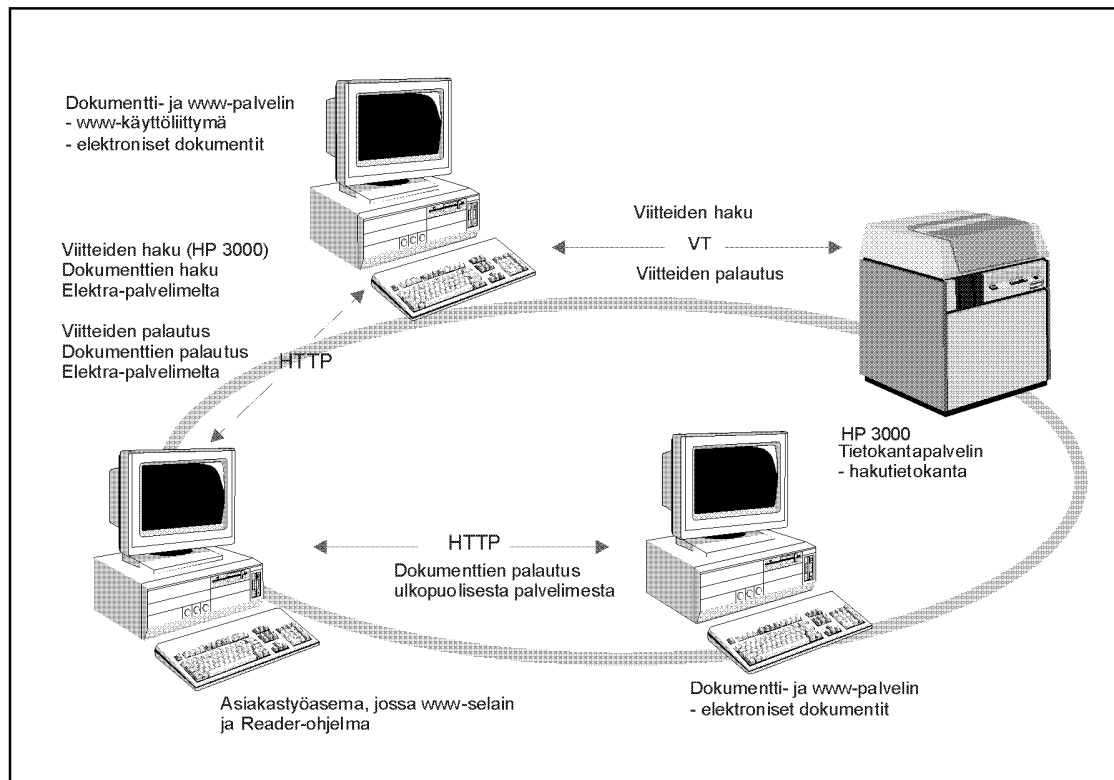 Dokumentti- ja www-palvelin
- www-käyttöliittymä
- elektroniset dokumentit
Viitteiden haku
VT
Viitteiden palautus
Viitteiden haku (HP 3000)
Dokumenttien haku
Elektra-palvelimelta
Viitteiden palautus
Dokumenttien palautus
Elektra-palvelimelta
HTTP
HP 3000
Tietokantapalvelin
- hakutietokanta
HTTP
Dokumenttien palautus
ulkopuolisesta palvelimesta
Asiakastyöasema, jossa www-selain
ja Reader-ohjelma
Dokumentti- ja www-palvelin
- elektroniset dokumentit